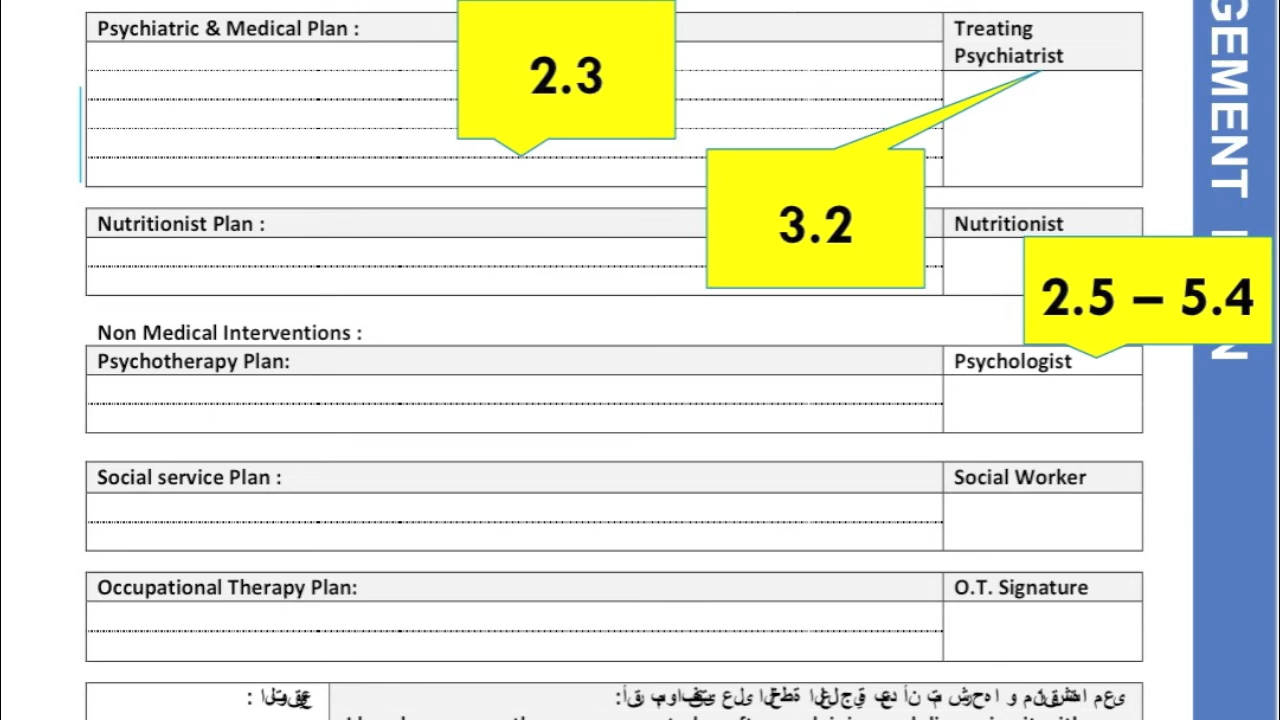 Psychiatric & Medical Plan :
2.3
Treating
Psychiatrist
3.2
Nutritionist Plan :
Nutritionist
2.5 – 5.4
Non Medical Interventions :
Psychotherapy Plan:
Psychologist
Social service Plan :
Social Worker
Occupational Therapy Plan:
O.T. Signature
GEMENT
N